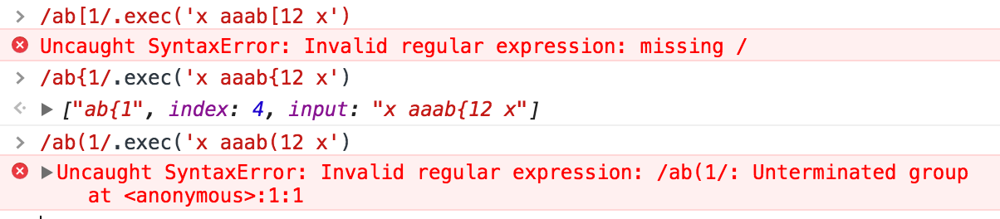 > /ab[1/.exec('x aaab[12 x')
Uncaught SyntaxError: Invalid regular expression: missing /
> /ab{1/.exec('x aaab{12 x')
["ab{1", index: 4, input: "x aaab{12 x"]
> /ab(1/.exec('x aaab(12 x')
Uncaught SyntaxError: Invalid regular expression: /ab(1/: Unterminated group
at <anonymous>:1:1